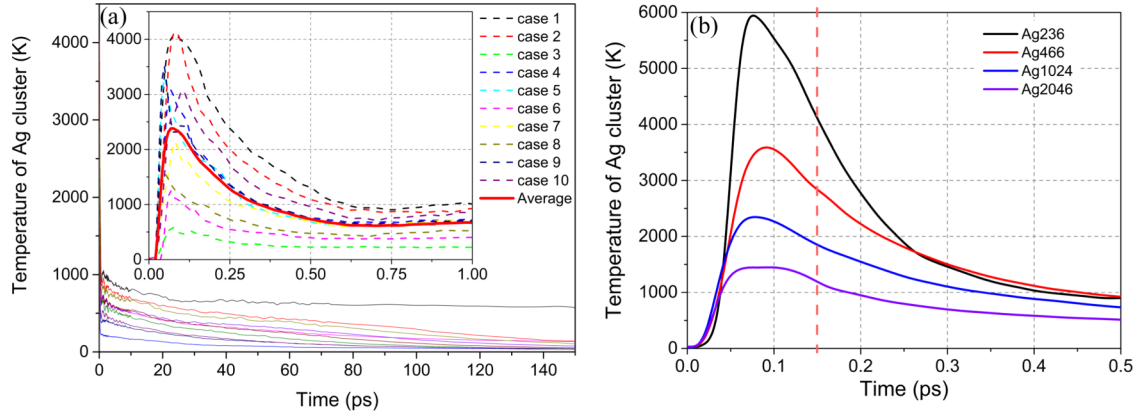 (a)
Temperature of Ag cluster (K)
4000
3000
2000
1000
0
0
20
40
60
80
100
120
140
Time (ps)
4000
3000
2000
1000
0
0.00
0.25
0.50
0.75
1.00
case 1
case 2
case 3
case 4
case 5
case 6
case 7
case 8
case 9
case 10
Average
(b)
Temperature of Ag cluster (K)
6000
5000
4000
3000
2000
1000
0
0.0
0.1
0.2
0.3
0.4
0.5
Time (ps)
Ag236
Ag466
Ag1024
Ag2046